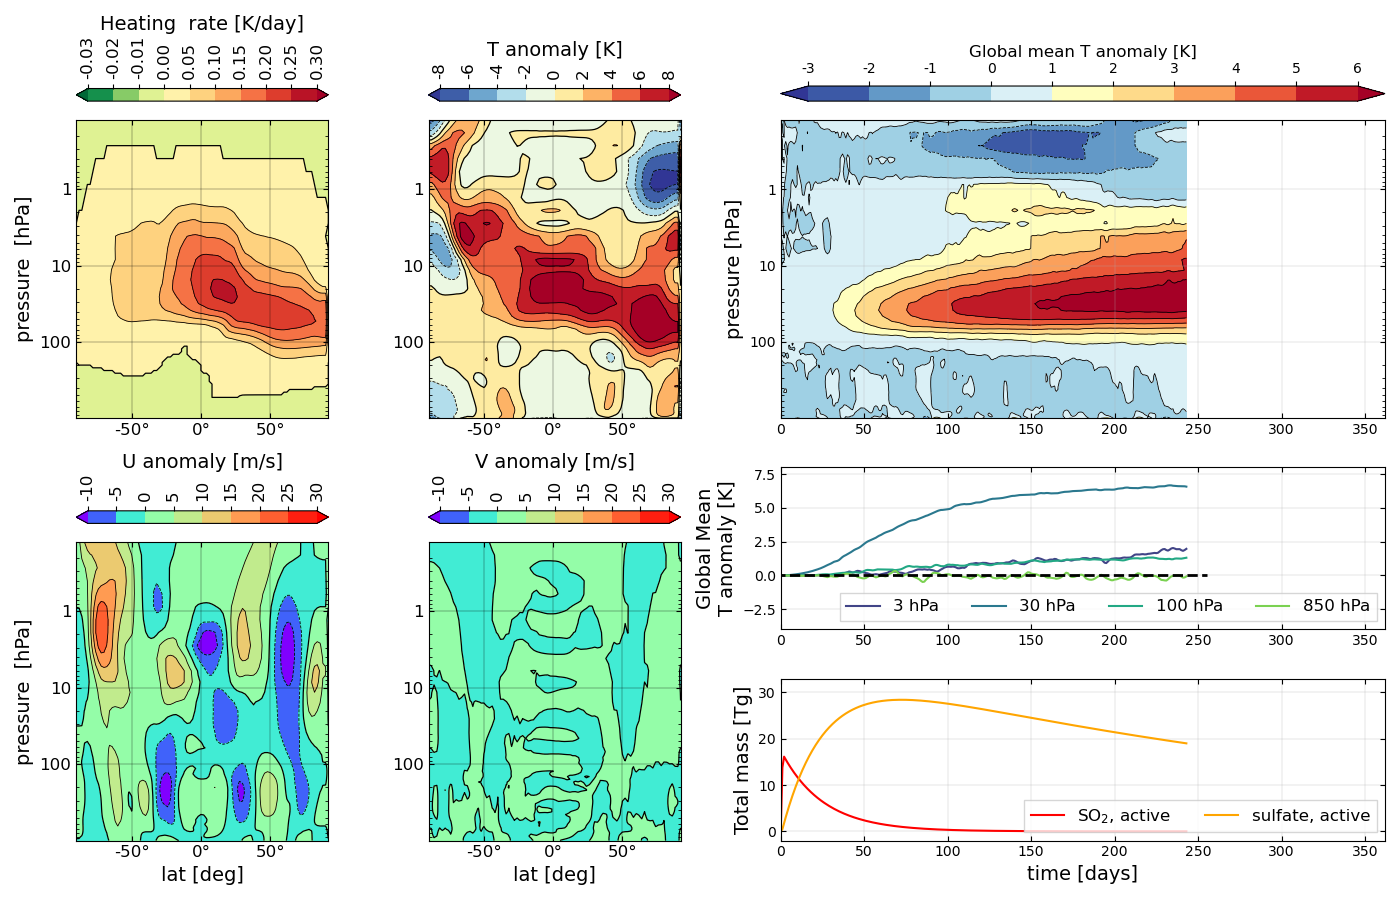 Heating  rate [K/day]
-0.03 -0.02 -0.01 0.00 0.05 0.10 0.15 0.20 0.25 0.30
pressure  [hPa]
1
10
100
-50° 0° 50°
T anomaly [K]
-8 -6 -4 -2 0 2 4 6 8
1
10
100
-50° 0° 50°
Global mean T anomaly [K]
-3 -2 -1 0 1 2 3 4 5 6
pressure  [hPa]
1
10
100
0 50 100 150 200 250 300 350
U anomaly [m/s]
-10 -5 0 5 10 15 20 25 30
pressure  [hPa]
1
10
100
-50° 0° 50°
lat [deg]
V anomaly [m/s]
-10 -5 0 5 10 15 20 25 30
1
10
100
-50° 0° 50°
lat [deg]
Global Mean
T anomaly [K]
7.5
5.0
2.5
0.0
−2.5
3 hPa 30 hPa 100 hPa 850 hPa
Total mass [Tg]
30
20
10
0
SO₂, active sulfate, active
0 50 100 150 200 250 300 350
time [days]